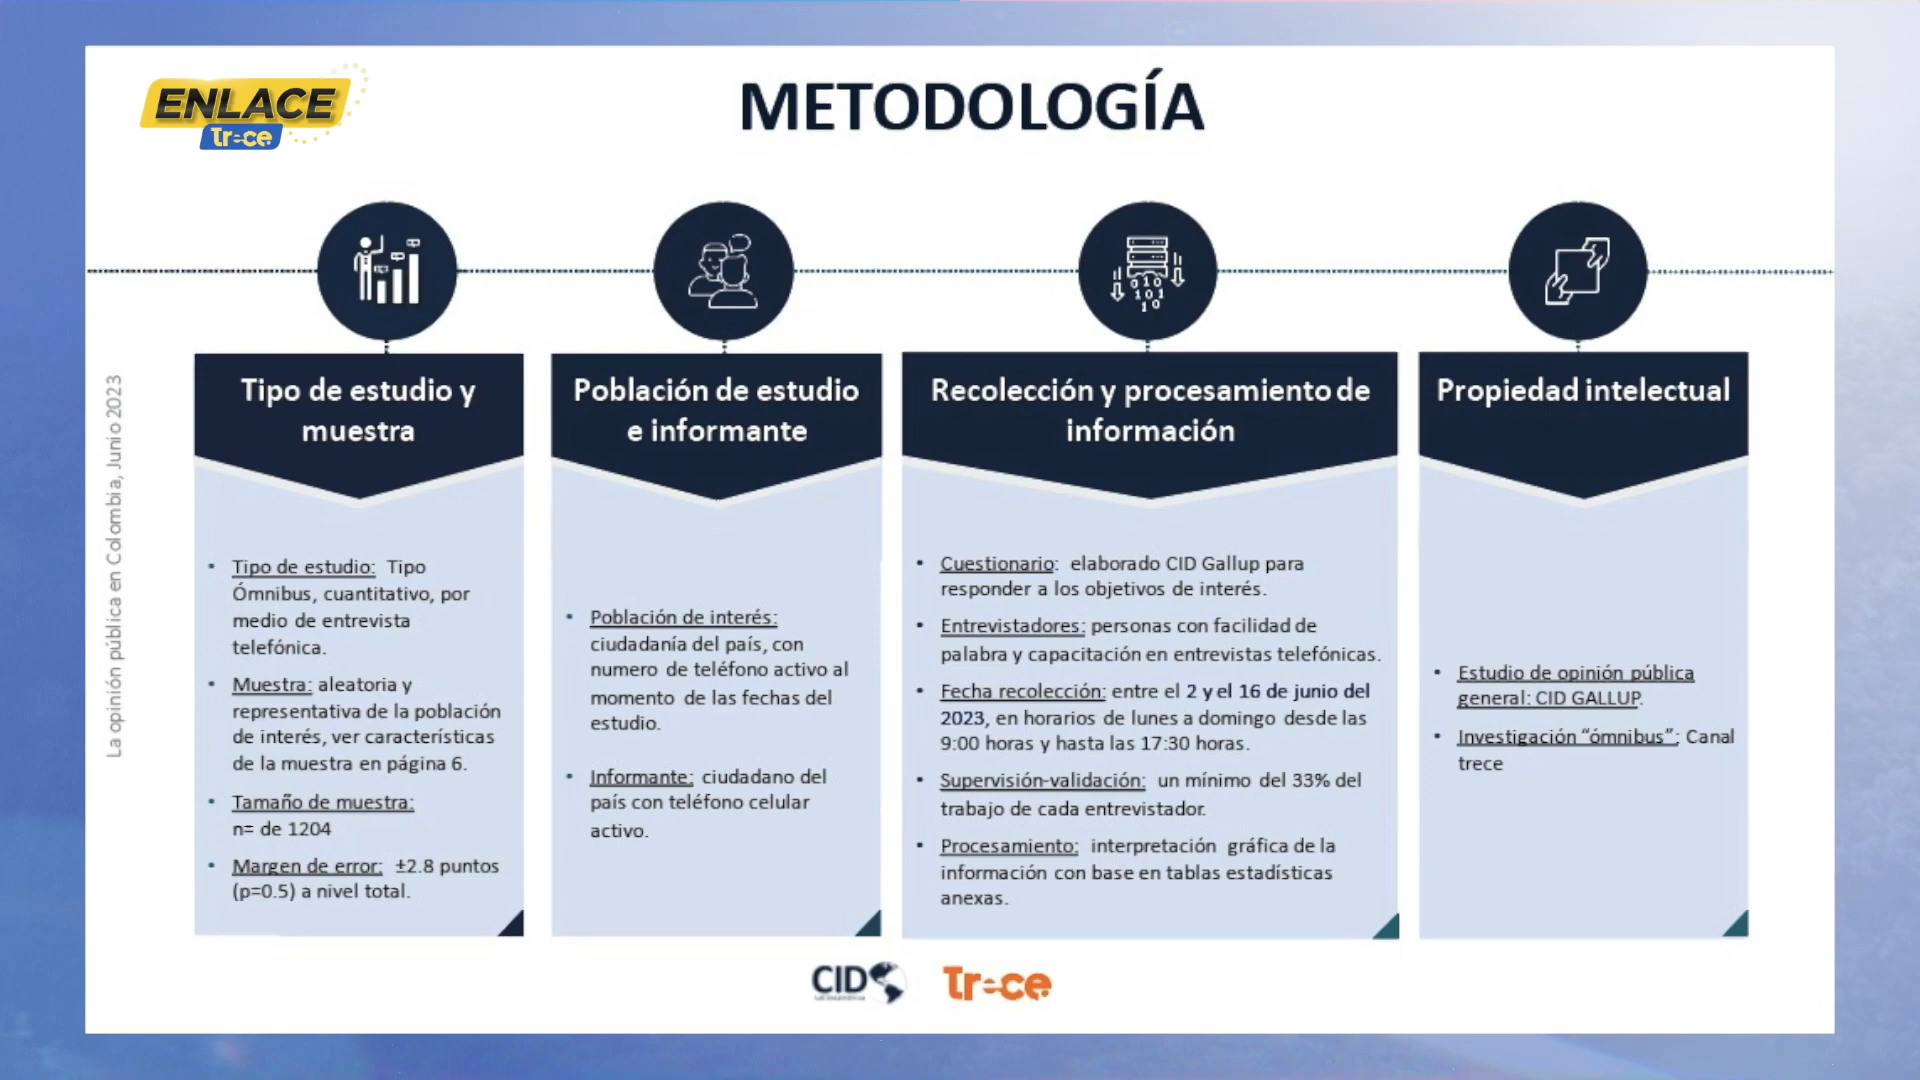 ENLACE
trece
METODOLOGÍA
La opinión pública en Colombia, Junio 2023
Tipo de estudio y
muestra
• Tipo de estudio: Tipo
Ómnibus, cuantitativo, por
medio de entrevista
telefónica.
• Muestra: aleatoria y
representativa de la población
de interés, ver características
de la muestra en página 6.
• Tamaño de muestra:
n= de 1204
• Margen de error: ±2.8 puntos
(p=0.5) a nivel total.
Población de estudio
e informante
• Población de interés:
ciudadanía del país, con
numero de teléfono activo al
momento de las fechas del
estudio.
• Informante: ciudadano del
país con teléfono celular
activo.
010
101
10
Recolección y procesamiento de
información
• Cuestionario: elaborado CID Gallup para
responder a los objetivos de interés.
• Entrevistadores: personas con facilidad de
palabra y capacitación en entrevistas telefónicas.
• Fecha recolección: entre el 2 y el 16 de junio del
2023, en horarios de lunes a domingo desde las
9:00 horas y hasta las 17:30 horas.
• Supervisión-validación: un mínimo del 33% del
trabajo de cada entrevistador.
• Procesamiento: interpretación gráfica de la
información con base en tablas estadísticas
anexas.
Propiedad intelectual
• Estudio de opinión pública
general: CID GALLUP.
• Investigación “ómnibus”: Canal
trece
CID
trece